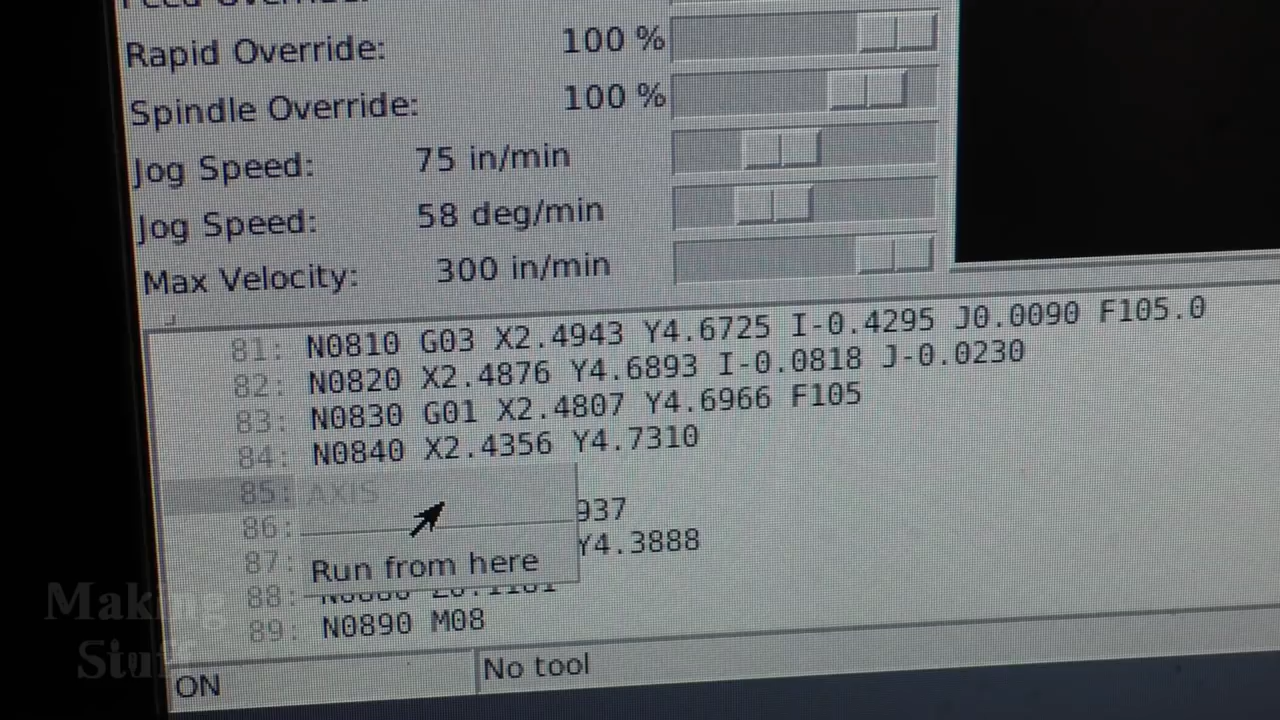 Rapid Override: 100 %
Spindle Override: 100 %
Jog Speed: 75 in/min
Jog Speed: 58 deg/min
Max Velocity: 300 in/min
81: N0810 G03 X2.4943 Y4.6725 I-0.4295 J0.0090 F105.0
82: N0820 X2.4876 Y4.6893 I-0.0818 J-0.0230
83: N0830 G01 X2.4807 Y4.6966 F105
84: N0840 X2.4356 Y4.7310
85: AXIS
86: 937
87: Y4.3888
Run from here
88:
89: N0890 M08
ON No tool
Making
Stuff